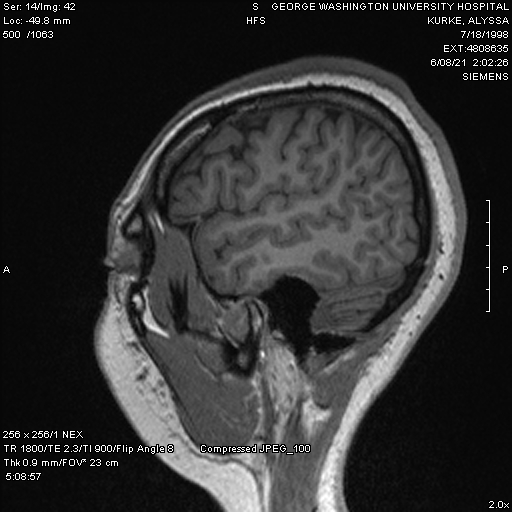 Ser: 14/Img: 42
Loc: -49.8 mm
500 /1063
S
HFS
GEORGE WASHINGTON UNIVERSITY HOSPITAL
KURKE, ALYSSA
7/18/1998
EXT:4808635
6/08/21 2:02:26
SIEMENS
A
P
256 x 256/1 NEX
TR 1800/TE 2.3/TI 900/Flip Angle 8
Thk 0.9 mm/FOV* 23 cm
5:08:57
Compressed JPEG_100
2.0x